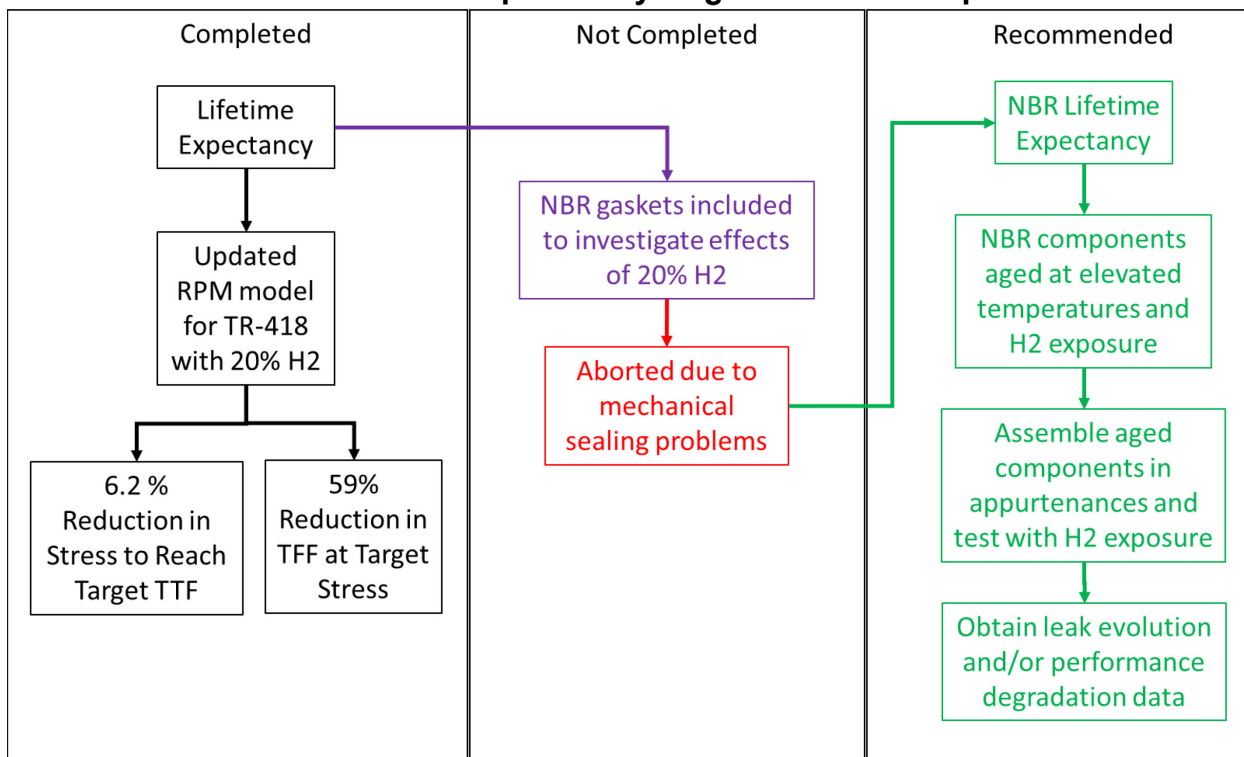 Completed
Lifetime
Expectancy
Updated
RPM model
for TR-418
with 20% H2
6.2 %
Reduction in
Stress to Reach
Target TTF
59%
Reduction in
TFF at Target
Stress
Not Completed
NBR gaskets included
to investigate effects
of 20% H2
Aborted due to
mechanical
sealing problems
Recommended
NBR Lifetime
Expectancy
NBR components
aged at elevated
temperatures and
H2 exposure
Assemble aged
components in
appurtenances and
test with H2 exposure
Obtain leak evolution
and/or performance
degradation data